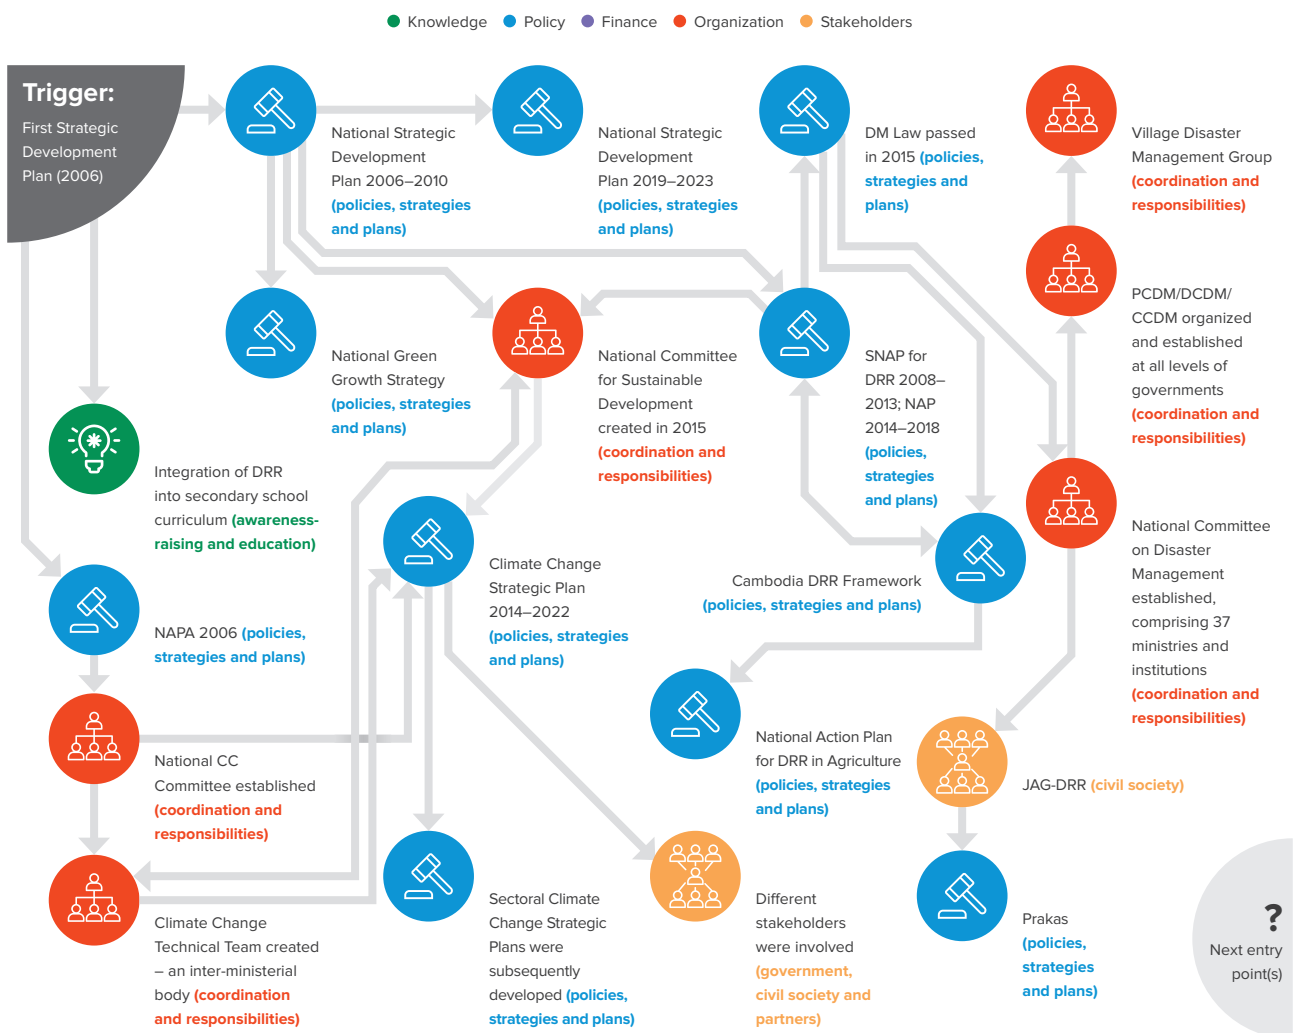 Knowledge
Policy
Finance
Organization
Stakeholders
Trigger:
First Strategic
Development
Plan (2006)
National Strategic
Development
Plan 2006–2010
(policies, strategies
and plans)
National Strategic
Development
Plan 2019–2023
(policies, strategies
and plans)
DM Law passed
in 2015 (policies,
strategies and
plans)
Village Disaster
Management Group
(coordination and
responsibilities)
PCDM/DCDM/
CCDM organized
and established
at all levels of
governments
(coordination and
responsibilities)
National Green
Growth Strategy
(policies, strategies
and plans)
National Committee
for Sustainable
Development
created in 2015
(coordination and
responsibilities)
SNAP for
DRR 2008–
2013; NAP
2014–2018
(policies,
strategies
and plans)
Integration of DRR
into secondary school
curriculum (awareness-
raising and education)
National Committee
on Disaster
Management
established,
comprising 37
ministries and
institutions
(coordination and
responsibilities)
Climate Change
Strategic Plan
2014–2022
(policies, strategies
and plans)
Cambodia DRR Framework
(policies, strategies and plans)
NAPA 2006 (policies,
strategies and plans)
National CC
Committee established
(coordination and
responsibilities)
National Action Plan
for DRR in Agriculture
(policies, strategies
and plans)
JAG-DRR (civil society)
Climate Change
Technical Team created
– an inter-ministerial
body (coordination
and responsibilities)
Sectoral Climate
Change Strategic
Plans were
subsequently
developed (policies,
strategies and plans)
Different
stakeholders
were involved
(government,
civil society and
partners)
Prakas
(policies,
strategies
and plans)
?
Next entry
point(s)